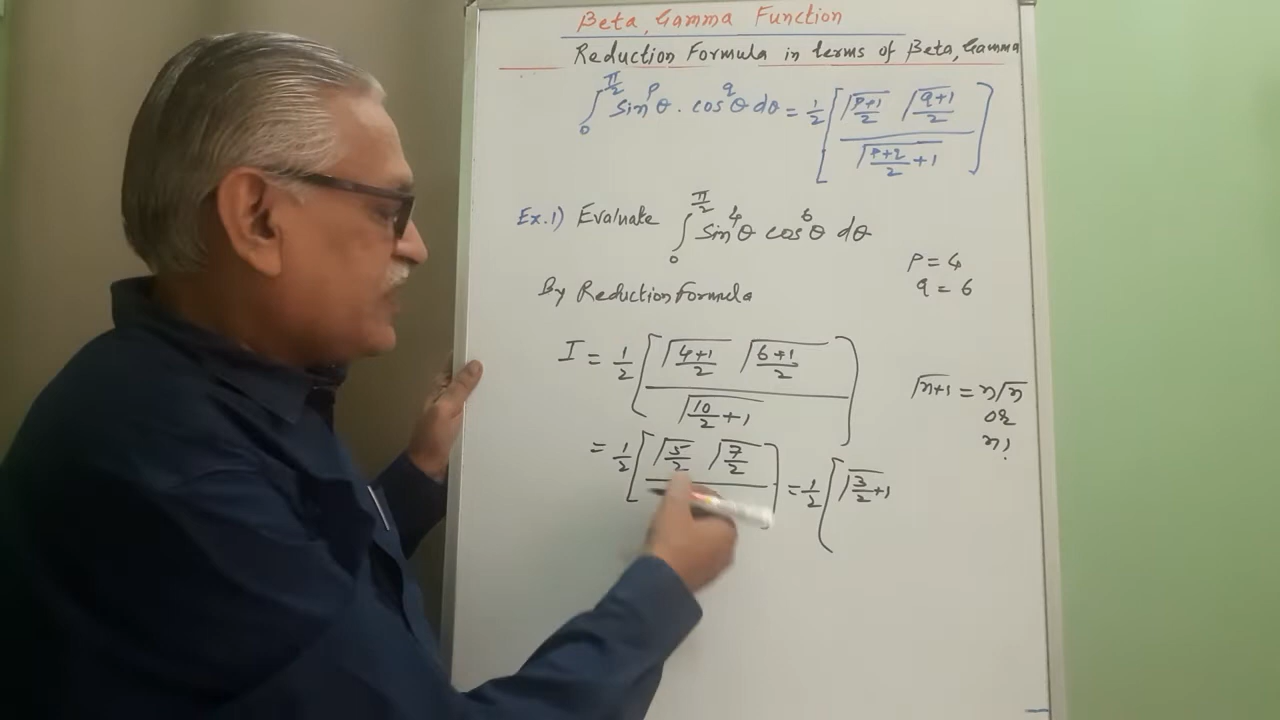 Beta, Gamma Function
Reduction Formula in terms of Beta, Gamma
∫₀^(π/2) sin^p θ . cos^q θ dθ = 1/2 [ (Γ(p+1)/2 Γ(q+1)/2) / (Γ(p+q)/2 + 1) ]
Ex.1) Evaluate ∫₀^(π/2) sin⁴θ cos⁶θ dθ
p = 4
q = 6
By Reduction Formula
I = 1/2 [ (Γ(4+1)/2 Γ(6+1)/2) / (Γ10/2 + 1) ]
Γn+1 = nΓn
or
n!
= 1/2 [ Γ5/2 Γ7/2 ] = 1/2 [ Γ3/2 + 1